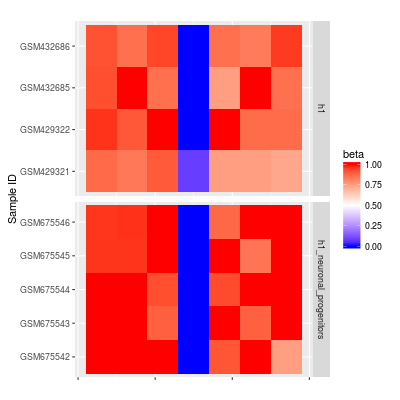 Sample ID
GSM432686
GSM432685
GSM429322
GSM429321
h1
GSM675546
GSM675545
GSM675544
GSM675543
GSM675542
h1_neuronal_progenitors
beta
1.00
0.75
0.50
0.25
0.00